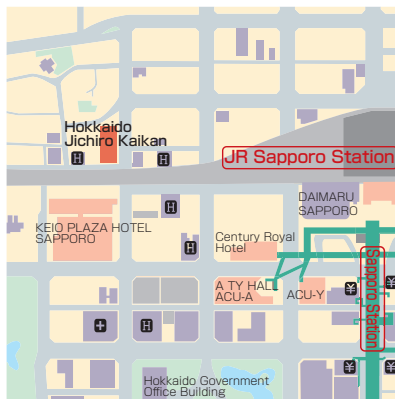 Hokkaido
Jichiro Kaikan
H
H
JR Sapporo Station
DAIMARU
SAPPORO
H
KEIO PLAZA HOTEL
SAPPORO
Century Royal
Hotel
H
Sapporo Station
A TY HALL
ACU-A
ACU-Y
¥
¥
H
Hokkaido Government
Office Building
¥
¥